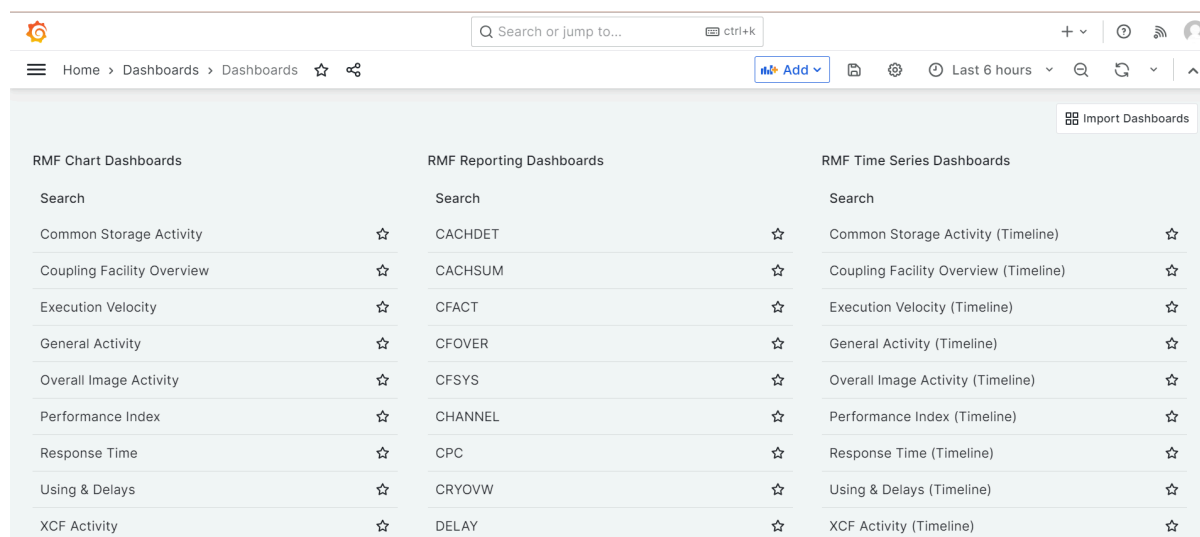 Search or jump to... ctrl+k
Home › Dashboards › Dashboards Add Last 6 hours
Import Dashboards
RMF Chart Dashboards
Search
Common Storage Activity
Coupling Facility Overview
Execution Velocity
General Activity
Overall Image Activity
Performance Index
Response Time
Using & Delays
XCF Activity
RMF Reporting Dashboards
Search
CACHDET
CACHSUM
CFACT
CFOVER
CFSYS
CHANNEL
CPC
CRYOVW
DELAY
RMF Time Series Dashboards
Search
Common Storage Activity (Timeline)
Coupling Facility Overview (Timeline)
Execution Velocity (Timeline)
General Activity (Timeline)
Overall Image Activity (Timeline)
Performance Index (Timeline)
Response Time (Timeline)
Using & Delays (Timeline)
XCF Activity (Timeline)